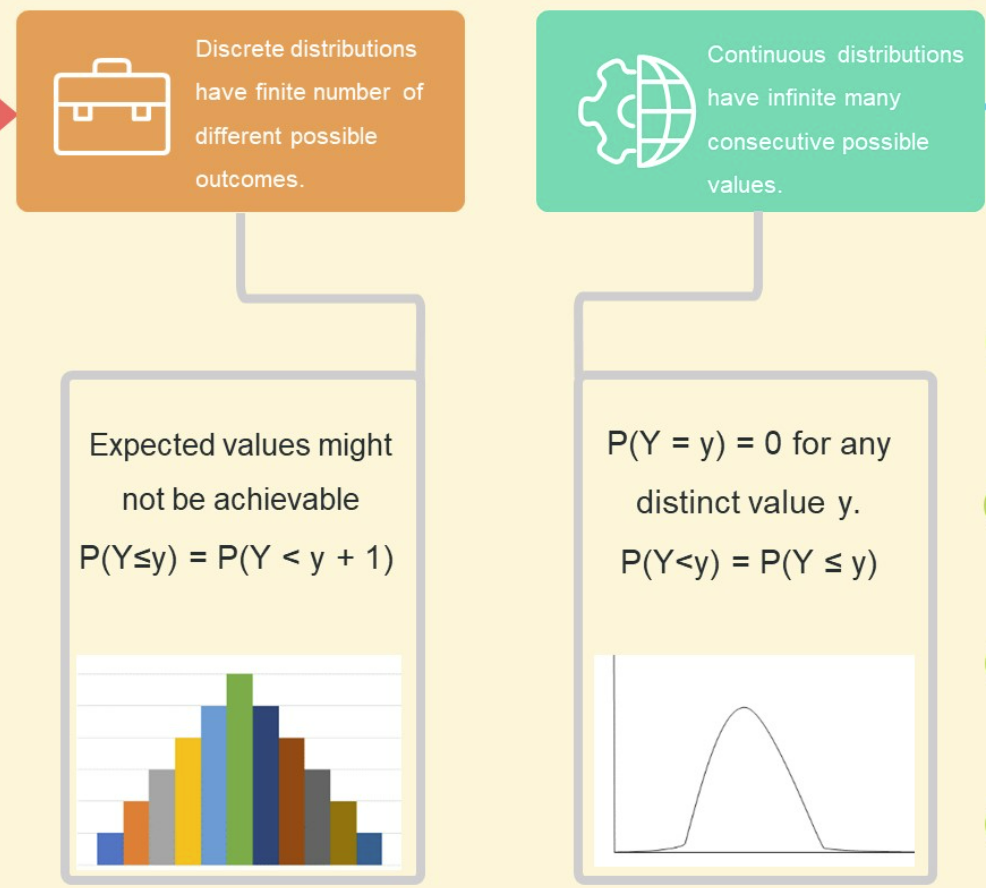 Discrete distributions
have finite number of
different possible
outcomes.
Continuous distributions
have infinite many
consecutive possible
values.
Expected values might
not be achievable
P(Y≤y) = P(Y < y + 1)
P(Y = y) = 0 for any
distinct value y.
P(Y<y) = P(Y ≤ y)